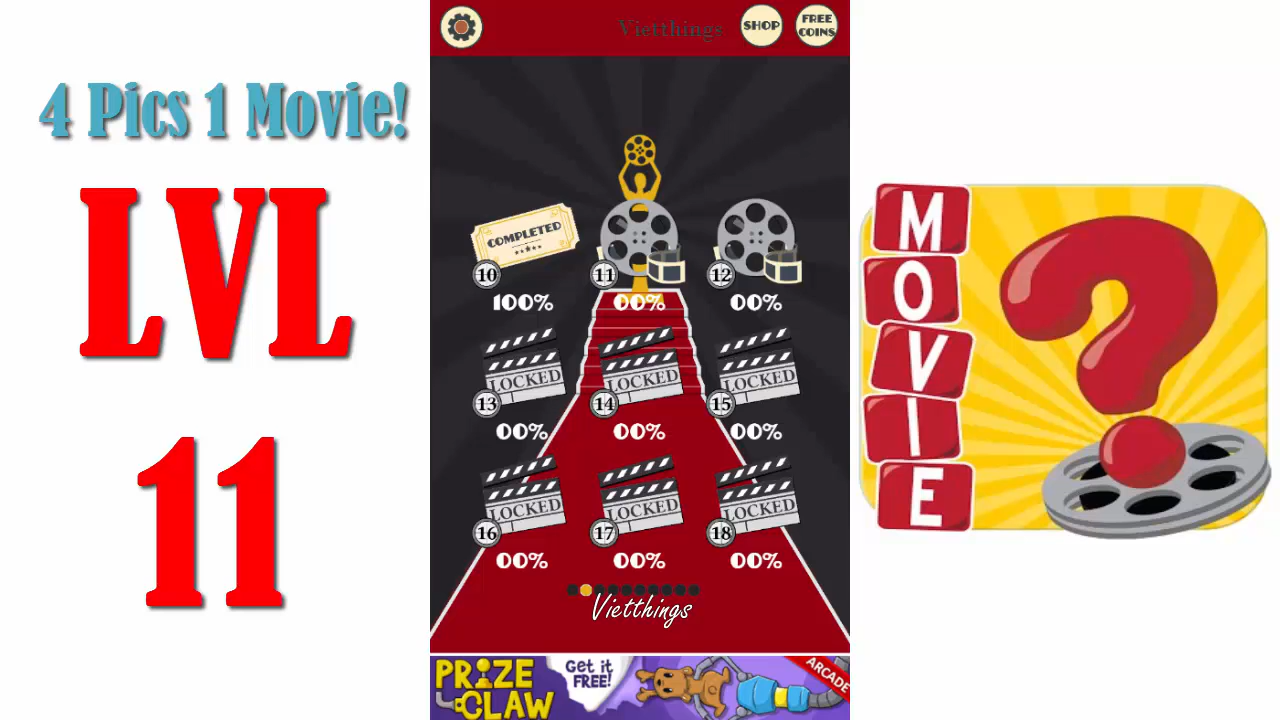 4 Pics 1 Movie!
LVL
11
Vietthings
SHOP
FREE
COINS
COMPLETED
10
11
12
100%
00%
00%
LOCKED
LOCKED
LOCKED
13
14
15
00%
00%
00%
LOCKED
LOCKED
LOCKED
16
17
18
00%
00%
00%
Vietthings
PRIZE
CLAW
Get it
FREE!
ARCADE
M
O
V
I
E
?